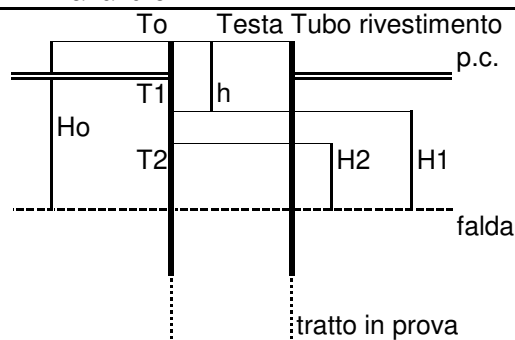 To Testa Tubo rivestimento
p.c.
T1 h
Ho
T2 H2 H1
falda
tratto in prova